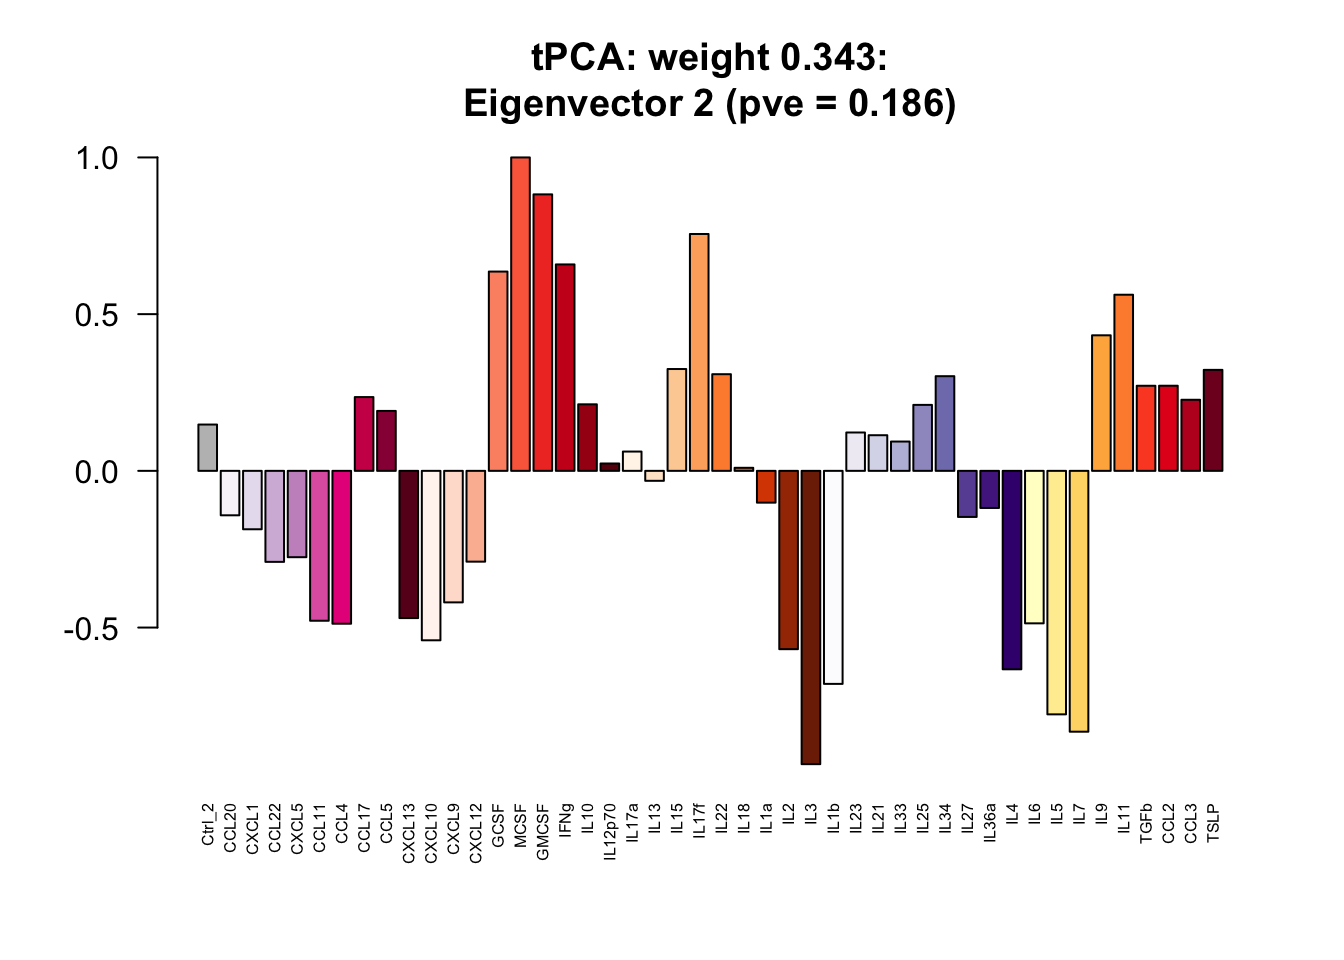 tPCA: weight 0.343:
Eigenvector 2 (pve = 0.186)
1.0
0.5
0.0
-0.5
Ctrl_2
CCL20
CXCL1
CCL22
CXCL5
CCL11
CCL4
CCL17
CCL5
CXCL13
CXCL10
CXCL9
CXCL12
GCSF
MCSF
GMCSF
IFNg
IL10
IL12p70
IL17a
IL13
IL15
IL17f
IL22
IL18
IL1a
IL2
IL3
IL1b
IL23
IL21
IL33
IL25
IL34
IL27
IL36a
IL4
IL6
IL5
IL7
IL9
IL11
TGFb
CCL2
CCL3
TSLP